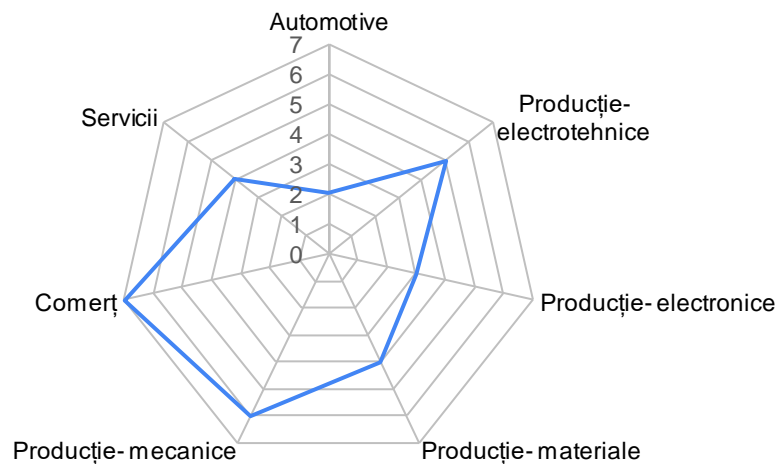 Automotive
7
6
5
4
3
2
1
0
Producție-
electrotehnice
Producție- electronice
Producție- materiale
Producție- mecanice
Comerț
Servicii